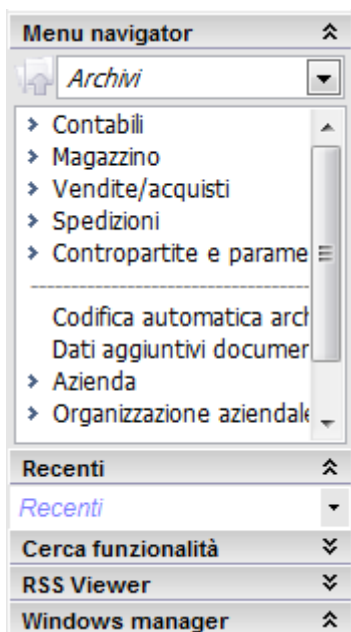 Menu navigator
Archivi
Contabili
Magazzino
Vendite/acquisti
Spedizioni
Contropartite e parame
Codifica automatica arch
Dati aggiuntivi documer
Azienda
Organizzazione aziendale
Recenti
Recenti
Cerca funzionalità
RSS Viewer
Windows manager